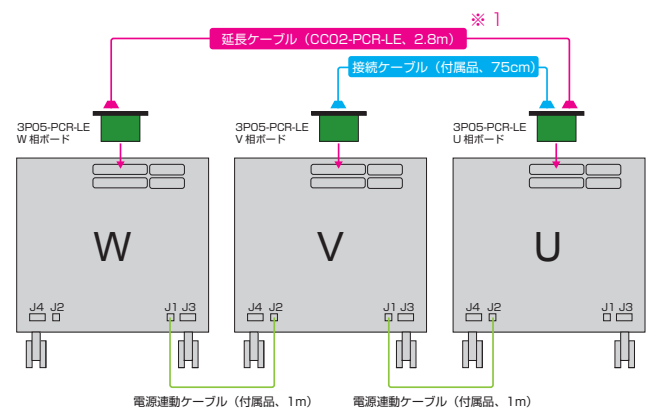 ※1
延長ケーブル（CC02-PCR-LE、2.8m）
接続ケーブル（付属品、75cm）
3P05-PCR-LE
W相ボード
3P05-PCR-LE
V相ボード
3P05-PCR-LE
U相ボード
W
V
U
J4 J2
J1 J3
J4 J2
J1 J3
J4 J2
J1 J3
電源連動ケーブル（付属品、1m）
電源連動ケーブル（付属品、1m）